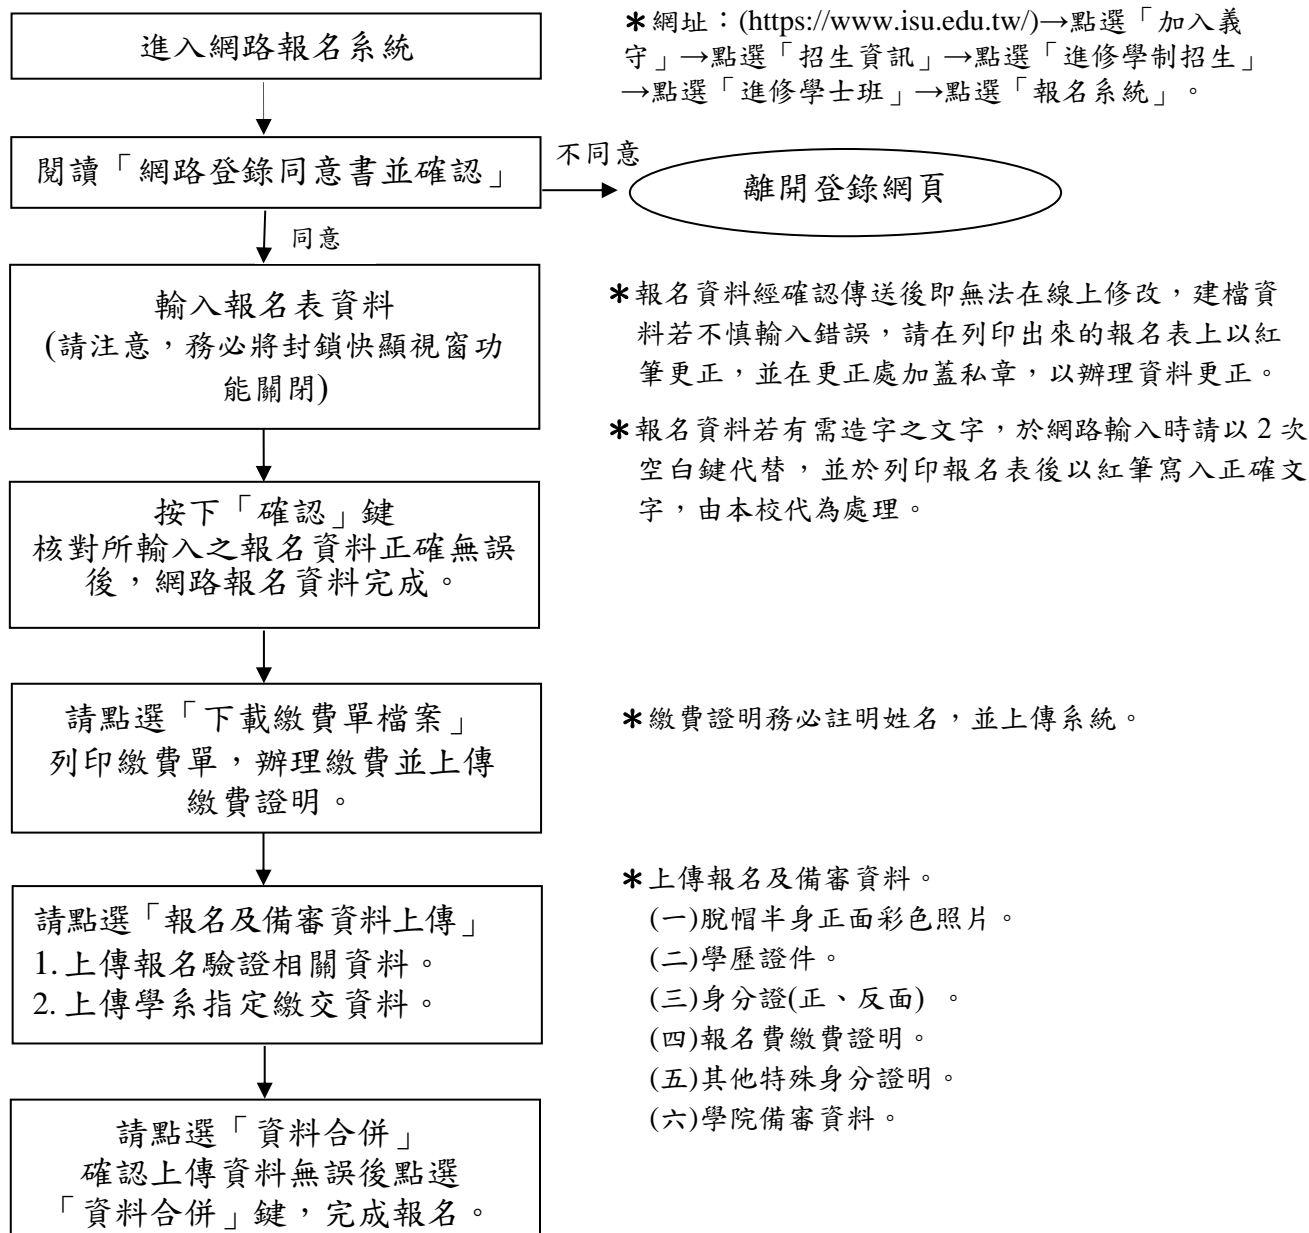 進入網路報名系統
＊網址：(https://www.isu.edu.tw/)→點選「加入義
守」→點選「招生資訊」→點選「進修學制招生」
→點選「進修學士班」→點選「報名系統」。
閱讀「網路登錄同意書並確認」
不同意
離開登錄網頁
同意
輸入報名表資料
(請注意，務必將封鎖快顯視窗功
能關閉)
＊報名資料經確認傳送後即無法在線上修改，建檔資
料若不慎輸入錯誤，請在列印出來的報名表上以紅
筆更正，並在更正處加蓋私章，以辦理資料更正。
＊報名資料若有需造字之文字，於網路輸入時請以 2 次
空白鍵代替，並於列印報名表後以紅筆寫入正確文
字，由本校代為處理。
按下「確認」鍵
核對所輸入之報名資料正確無誤
後，網路報名資料完成。
請點選「下載繳費單檔案」
列印繳費單，辦理繳費並上傳
繳費證明。
＊繳費證明務必註明姓名，並上傳系統。
請點選「報名及備審資料上傳」
1.上傳報名驗證相關資料。
2.上傳學系指定繳交資料。
＊上傳報名及備審資料。
(一)脫帽半身正面彩色照片。
(二)學歷證件。
(三)身分證(正、反面) 。
(四)報名費繳費證明。
(五)其他特殊身分證明。
(六)學院備審資料。
請點選「資料合併」
確認上傳資料無誤後點選
「資料合併」鍵，完成報名。